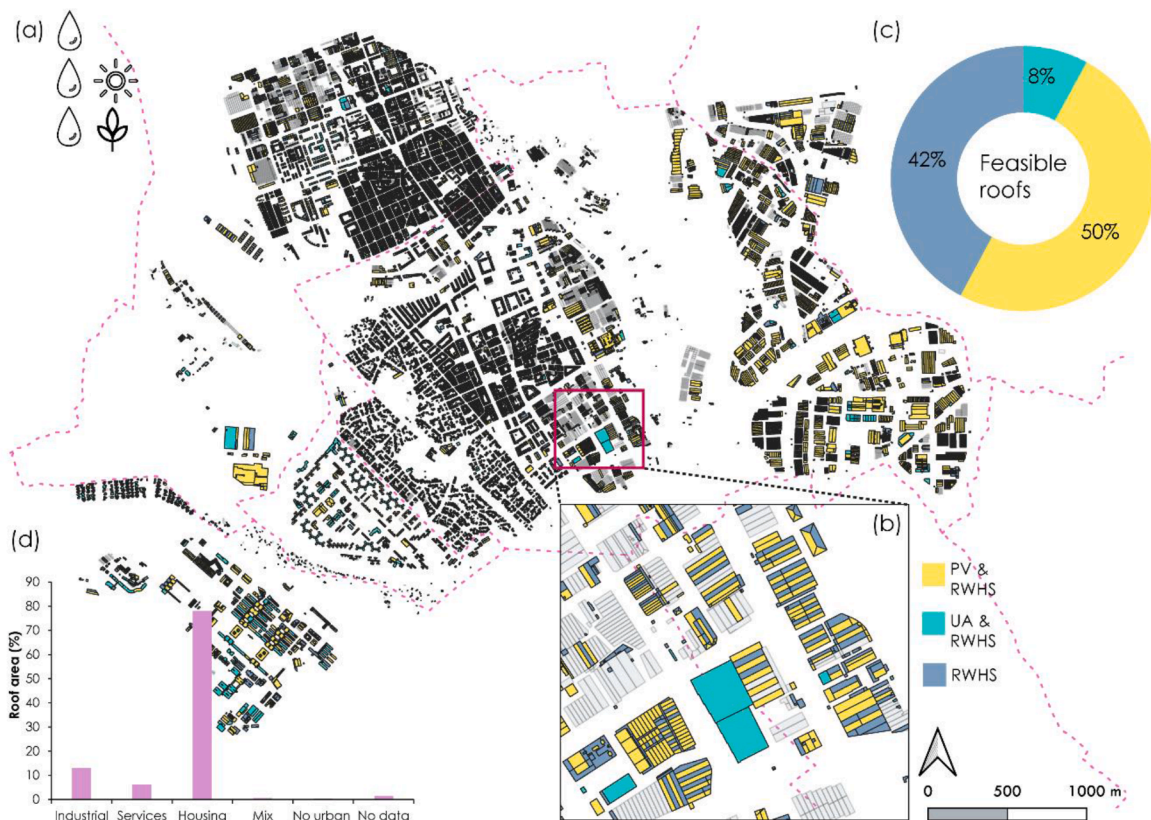 (a)
(c)
8%
42%
Feasible
roofs
50%
(d)
Roof area (%)
90
80
70
60
50
40
30
20
10
0
Industrial Services Housing Mix No urban No data
(b)
PV &
RWHS
UA &
RWHS
RWHS
0 500 1000 m